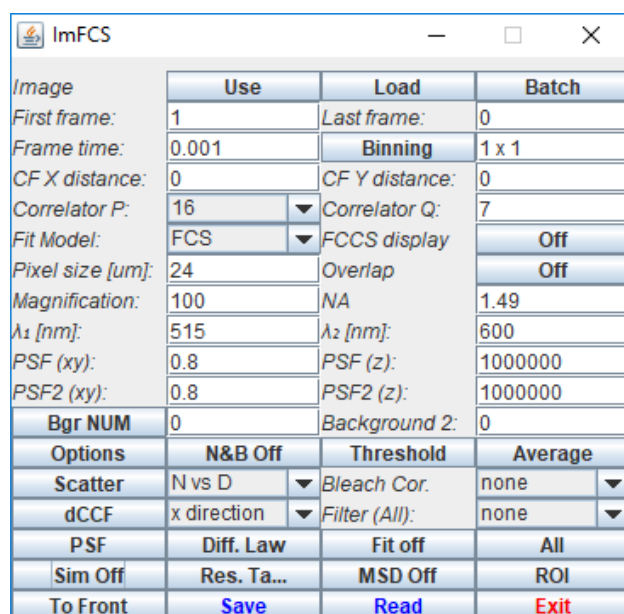 ImFCS
Image Use Load Batch
First frame: 1 Last frame: 0
Frame time: 0.001 Binning 1 x 1
CF X distance: 0 CF Y distance: 0
Correlator P: 16 Correlator Q: 7
Fit Model: FCS FCCS display Off
Pixel size [um]: 24 Overlap Off
Magnification: 100 NA 1.49
λ₁ [nm]: 515 λ₂ [nm]: 600
PSF (xy): 0.8 PSF (z): 1000000
PSF2 (xy): 0.8 PSF2 (z): 1000000
Bgr NUM 0 Background 2: 0
Options N&B Off Threshold Average
Scatter N vs D Bleach Cor. none
dCCF x direction Filter (All): none
PSF Diff. Law Fit off All
Sim Off Res. Ta... MSD Off ROI
To Front Save Read Exit